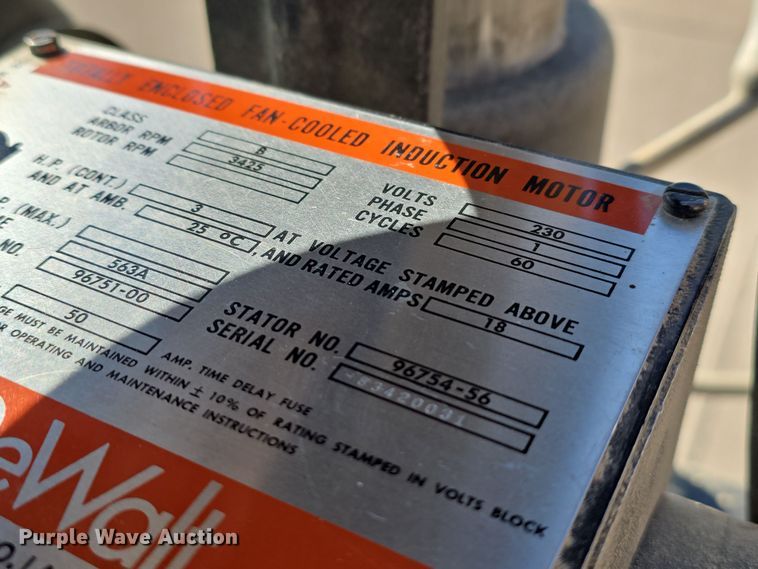 TOTALLY ENCLOSED FAN-COOLED INDUCTION MOTOR
CLASS B
ARBOR RPM 3425
ROTOR RPM
VOLTS 230
PHASE 1
CYCLES 60
H.P. (CONT.) 3 AT VOLTAGE STAMPED ABOVE
AND AT AMB. 25 °C, AND RATED AMPS 18
P. (MAX.)
563A
NO. 96751-00
STATOR NO. 96754-56
SERIAL NO.
50 AMP. TIME DELAY FUSE
MUST BE MAINTAINED WITHIN ± 10% OF RATING STAMPED IN VOLTS BLOCK
OPERATING AND MAINTENANCE INSTRUCTIONS
eWalt
Purple Wave Auction